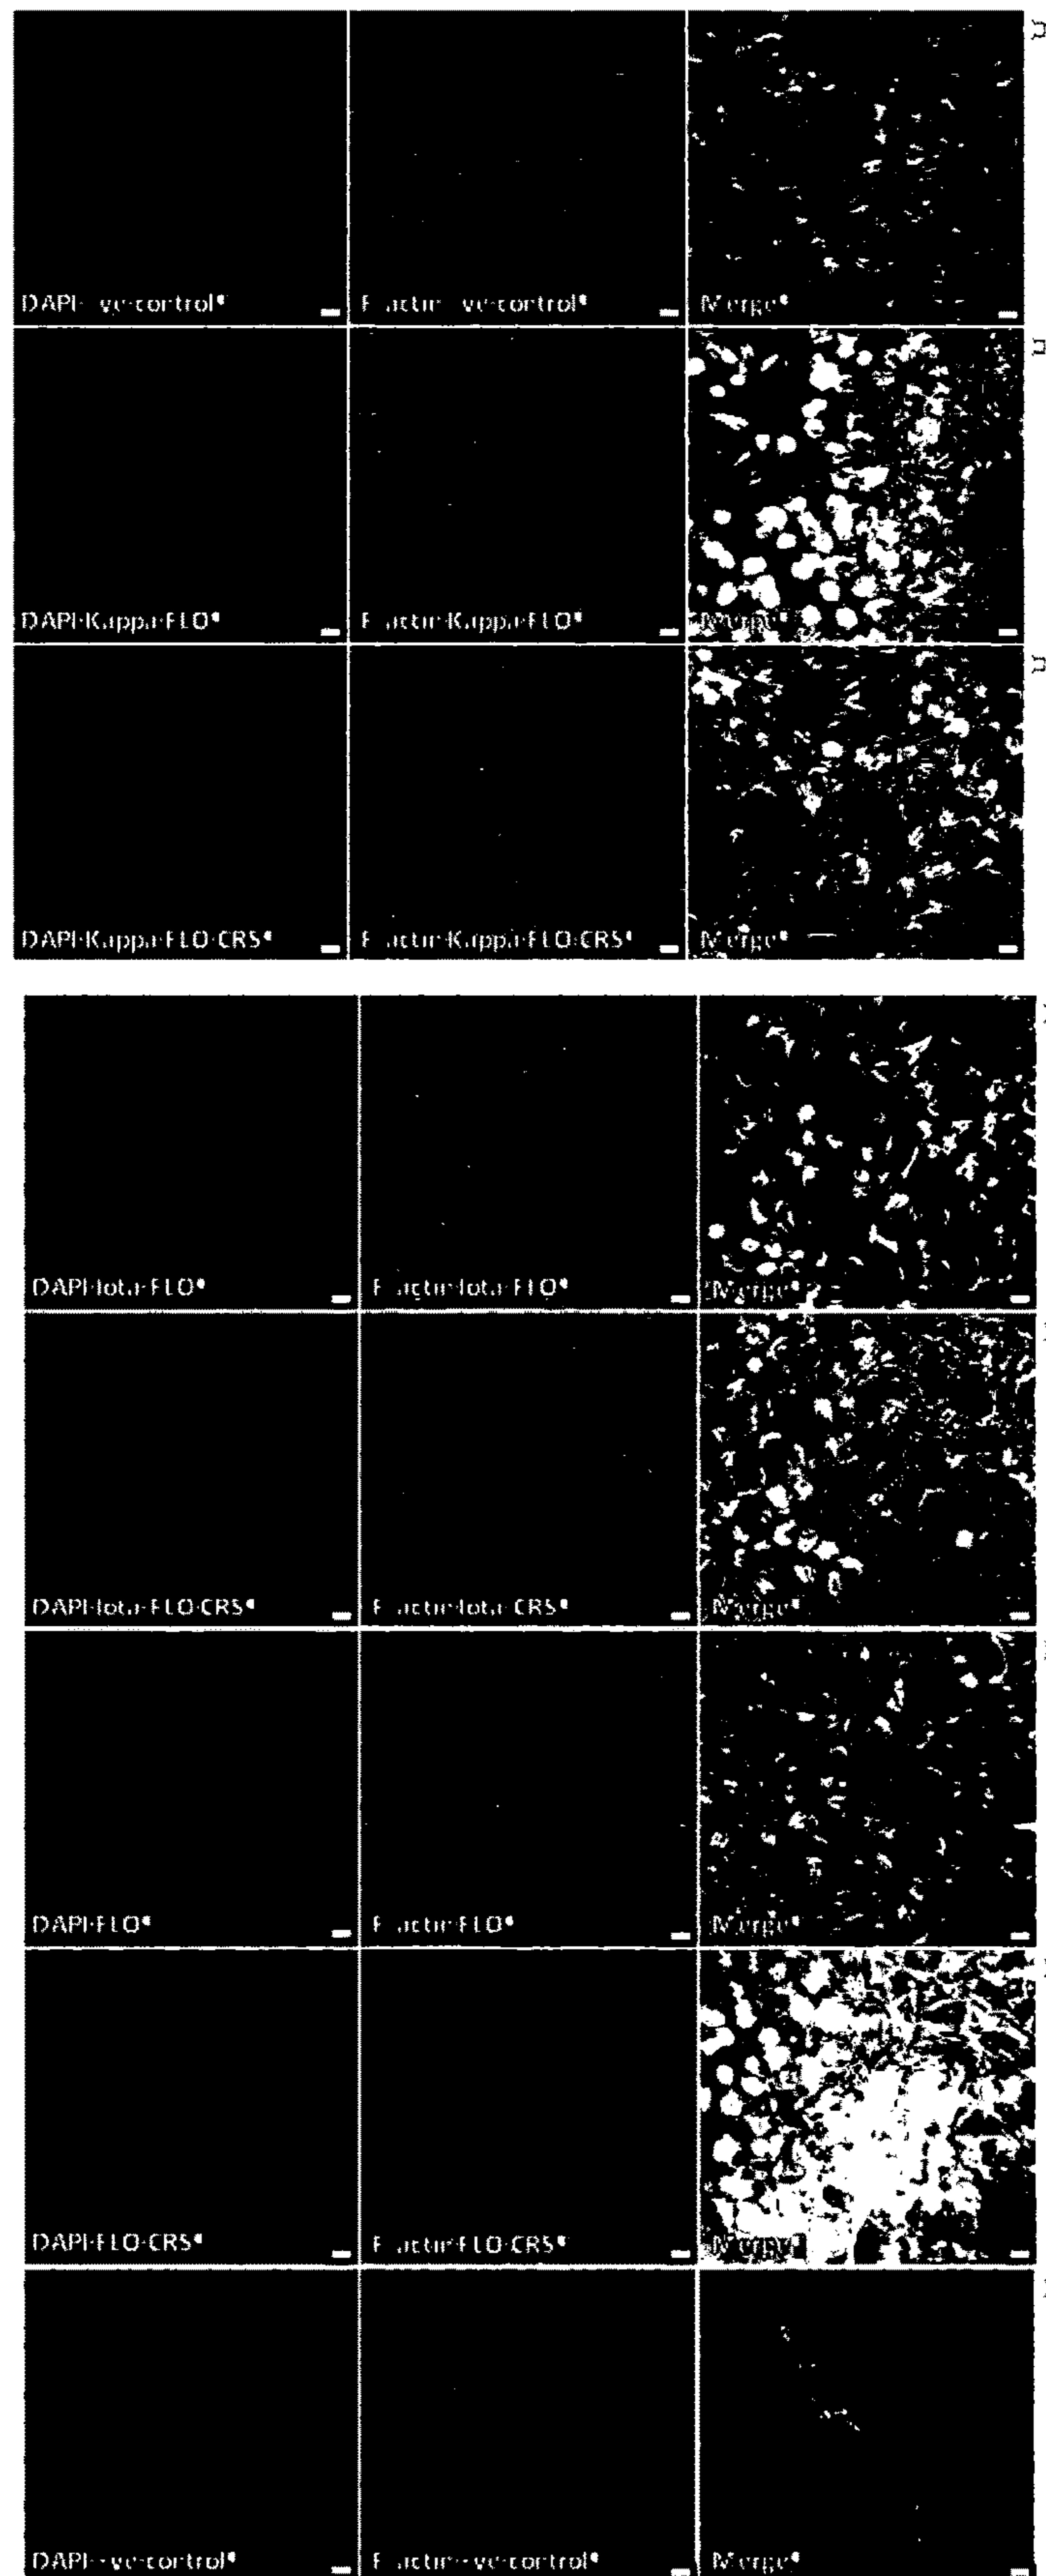 DAPI -ve·control
F-actin -ve·control
Merge
DAPI·Kappa·FLO
F-actin·Kappa·FLO
Merge
DAPI·Kappa·FLO·CRS
F-actin·Kappa·FLO·CRS
Merge
DAPI·Iota·FLO
F-actin·Iota·FLO
Merge
DAPI·Iota·FLO·CRS
F-actin·Iota·CRS
Merge
DAPI·FLO
F-actin·FLO
Merge
DAPI·FLO·CRS
F-actin·FLO·CRS
Merge
DAPI ve·control
F-actin ve·control
Merge